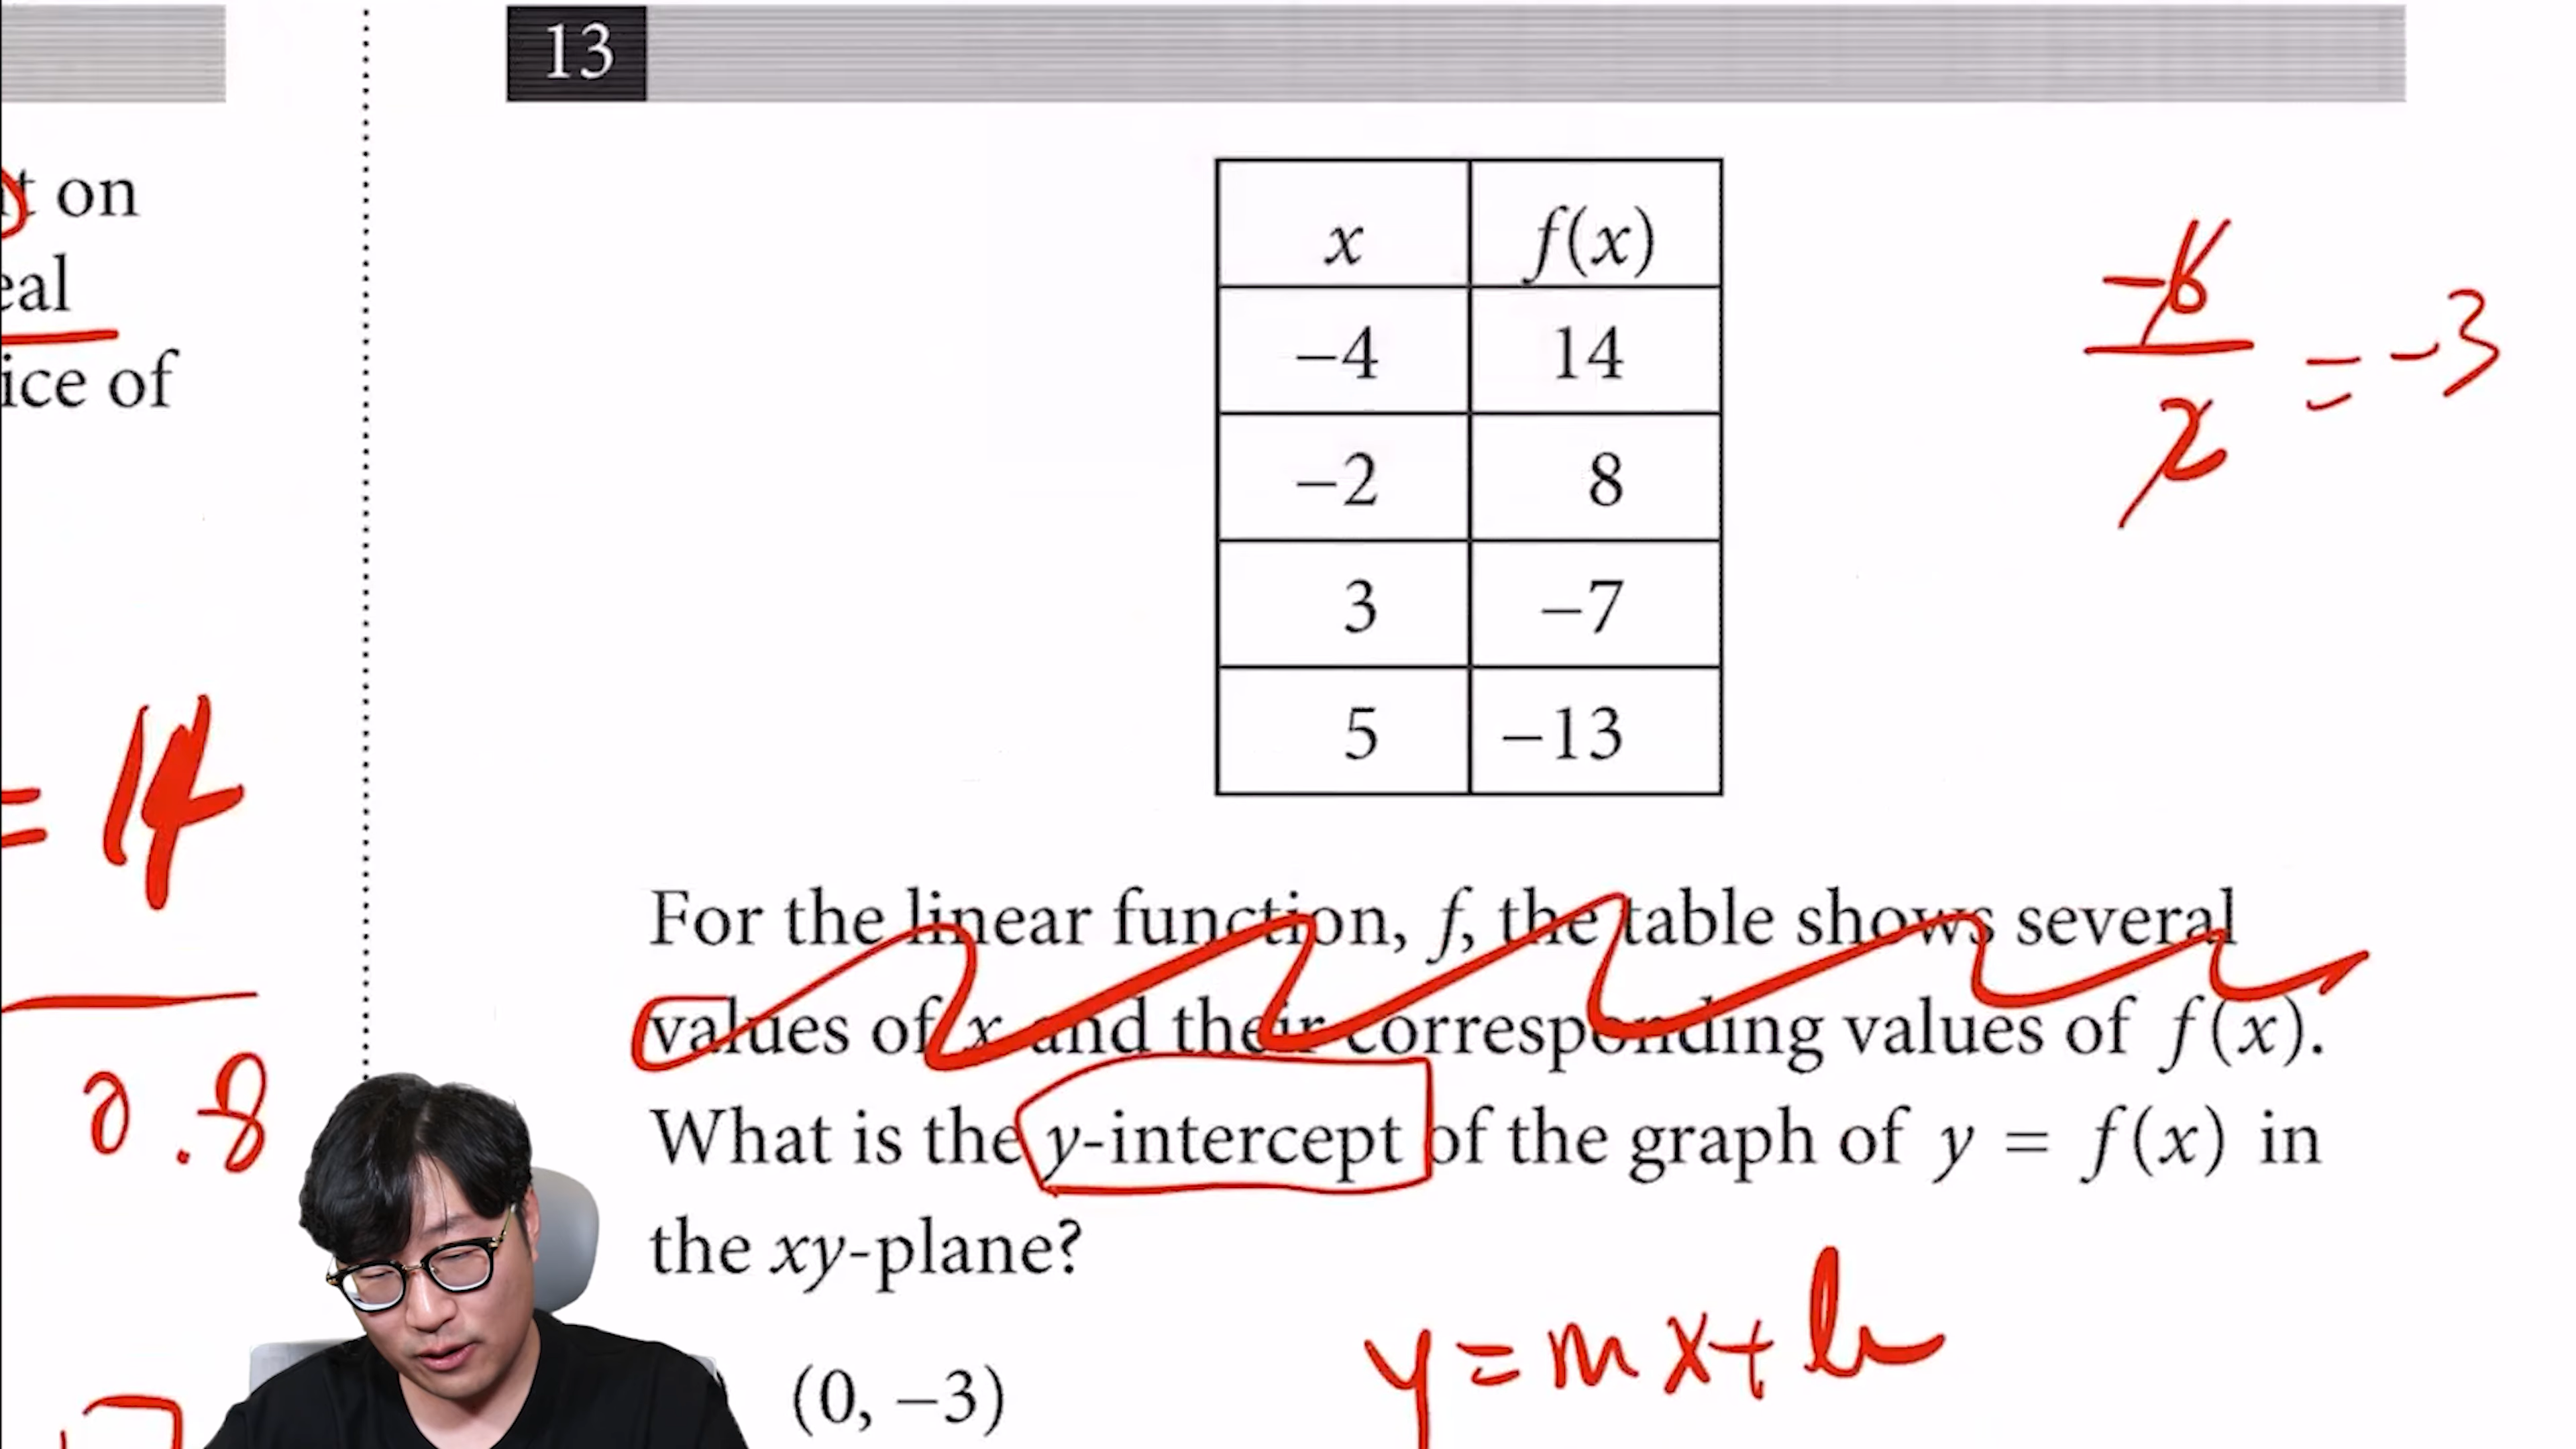 13
t on
eal
ice of
= 14
0.8
x f(x)
−4 14
−2 8
3 −7
5 −13
-6
2
= -3
For the linear function, f, the table shows several
values of x and their corresponding values of f(x).
What is the y-intercept of the graph of y = f(x) in
the xy-plane?
y = mx + b
(0, −3)